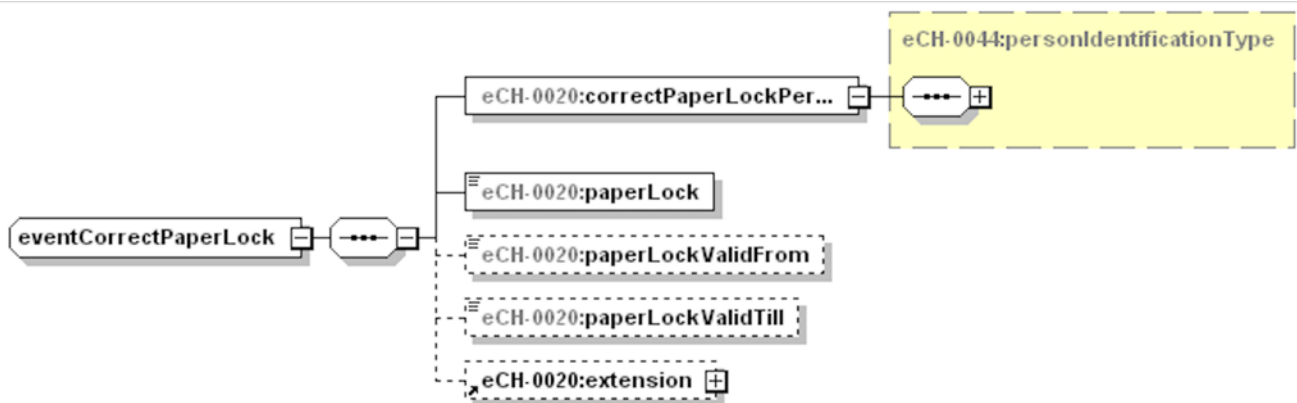 eCH-0044:personIdentificationType
eCH-0020:correctPaperLockPer...
eCH-0020:paperLock
eventCorrectPaperLock
eCH-0020:paperLockValidFrom
eCH-0020:paperLockValidTill
eCH-0020:extension